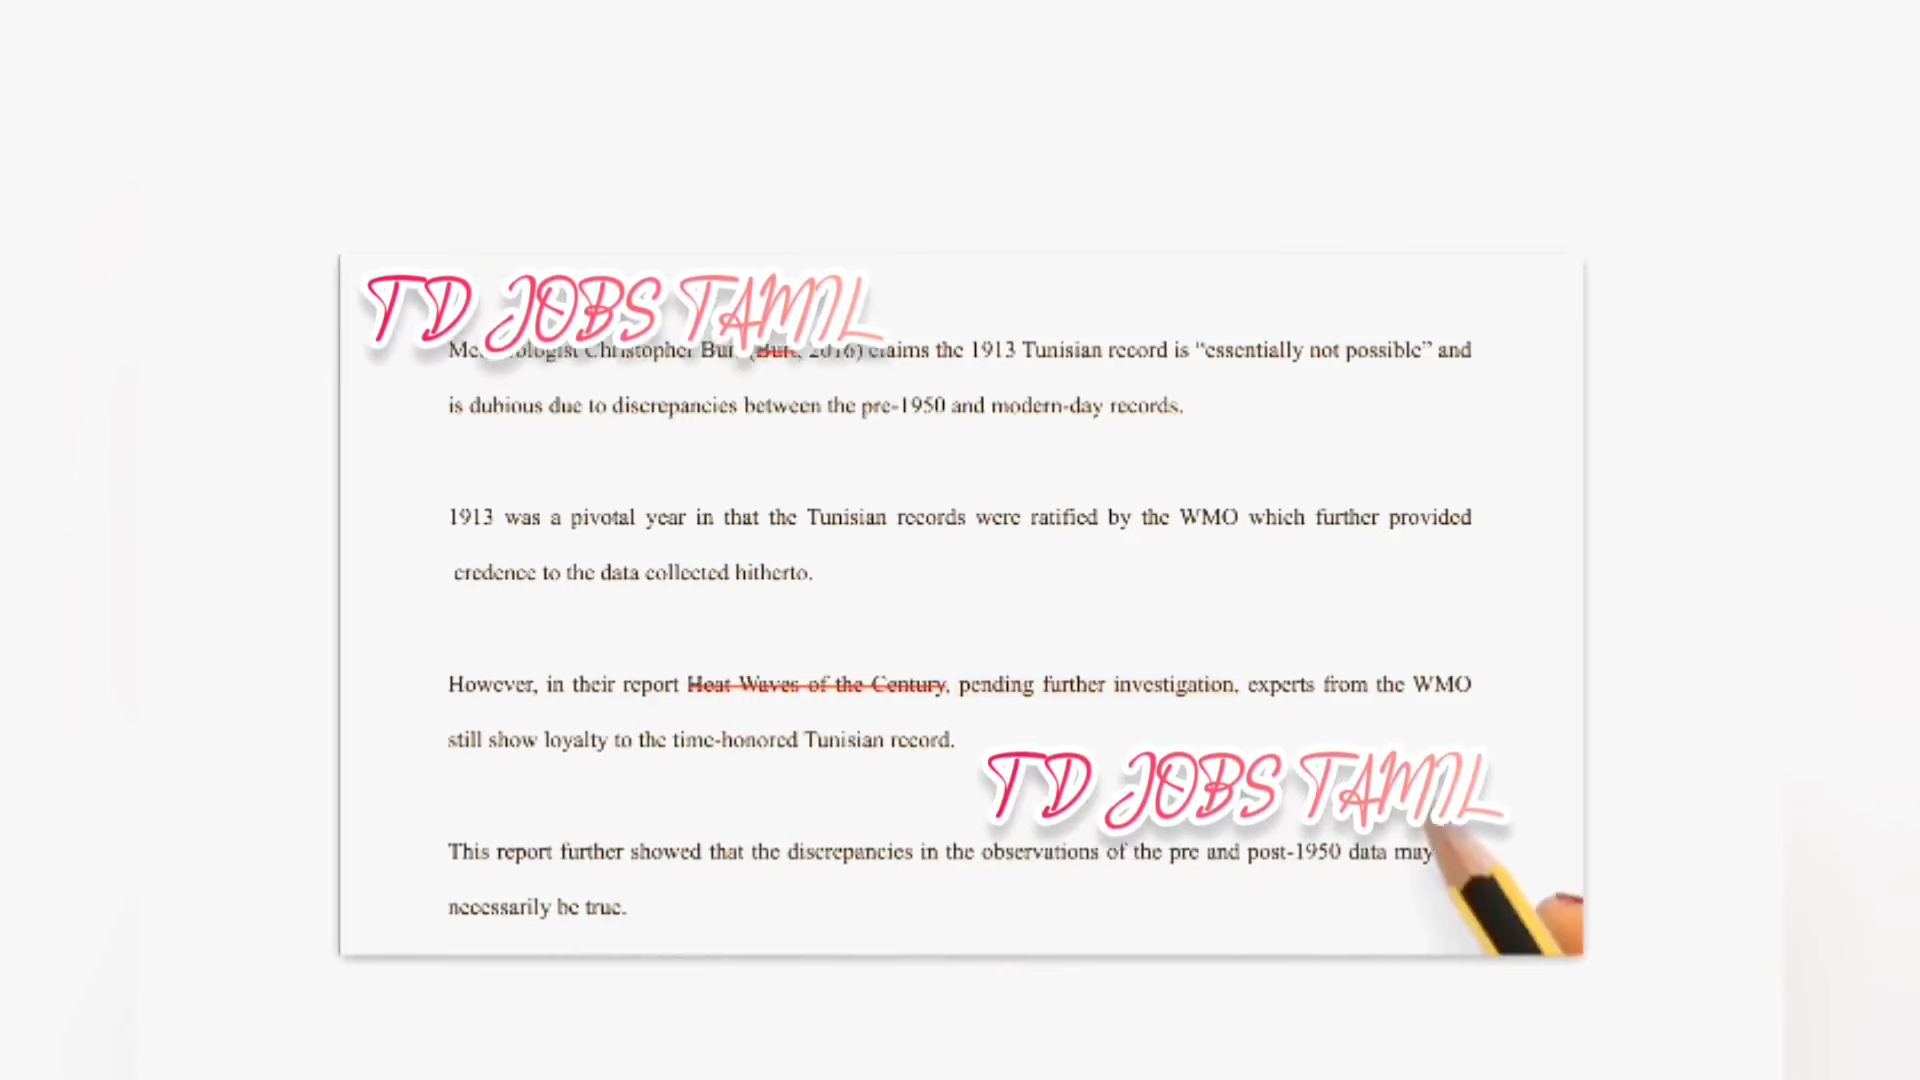 TD JOBS TAMIL
Christopher (Burt, 2016) claims the 1913 Tunisian record is “essentially not possible” and
is dubious due to discrepancies between the pre-1950 and modern-day records.
1913 was a pivotal year in that the Tunisian records were ratified by the WMO which further provided
credence to the data collected hitherto.
However, in their report Heat Waves of the Century, pending further investigation, experts from the WMO
still show loyalty to the time-honored Tunisian record.
TD JOBS TAMIL
This report further showed that the discrepancies in the observations of the pre and post-1950 data may
necessarily be true.